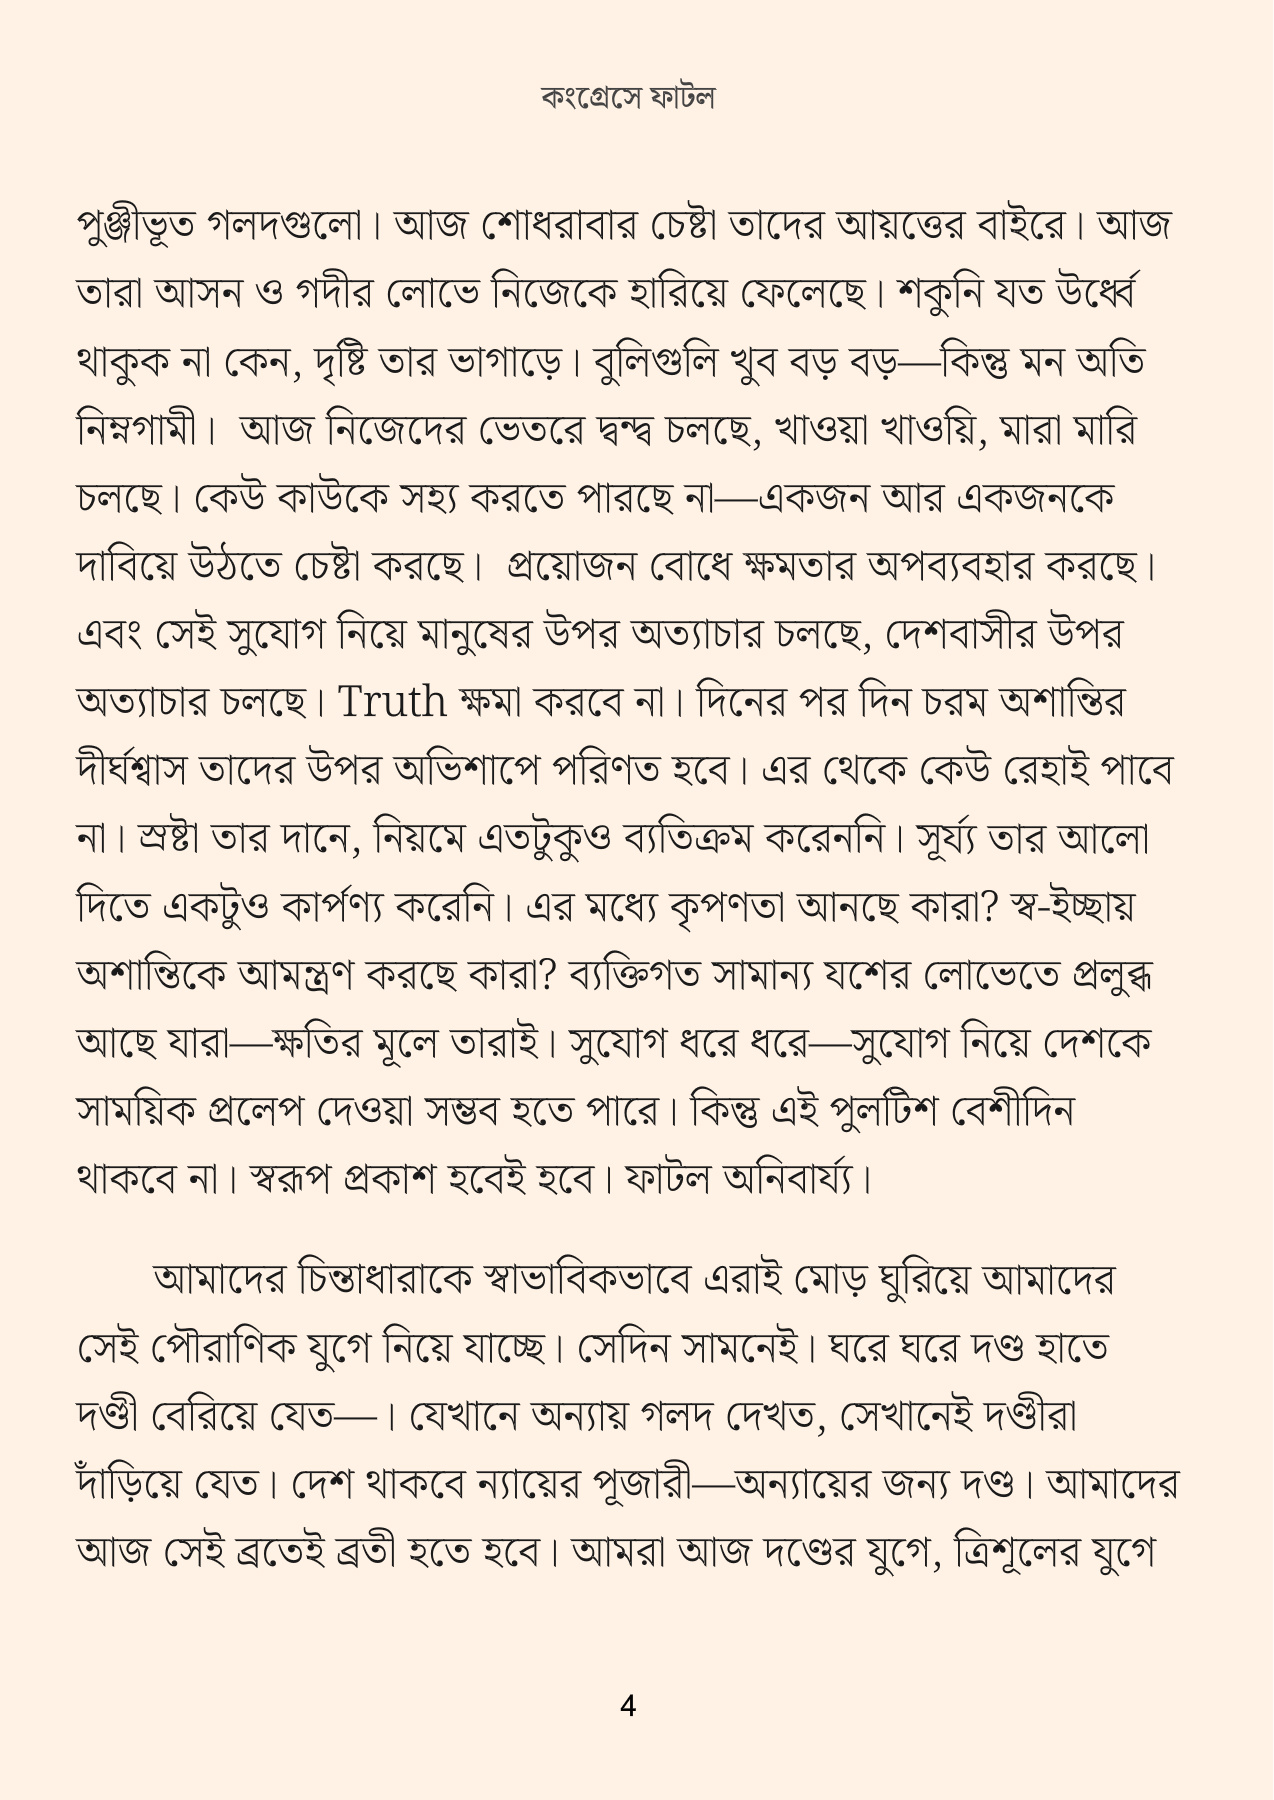 কংগ্রেসে ফাটল
পুঞ্জীভূত গলদগুলো। আজ শোধরাবার চেষ্টা তাদের আয়ত্তের বাইরে। আজ
তারা আসন ও গদীর লোভে নিজেকে হারিয়ে ফেলেছে। শকুনি যত উর্ধ্বে
থাকুক না কেন, দৃষ্টি তার ভাগাড়ে। বুলিগুলি খুব বড় বড়—কিন্তু মন অতি
নিম্নগামী।  আজ নিজেদের ভেতরে দ্বন্দ্ব চলছে, খাওয়া খাওয়ি, মারা মারি
চলছে। কেউ কাউকে সহ্য করতে পারছে না—একজন আর একজনকে
দাবিয়ে উঠতে চেষ্টা করছে।  প্রয়োজন বোধে ক্ষমতার অপব্যবহার করছে।
এবং সেই সুযোগ নিয়ে মানুষের উপর অত্যাচার চলছে, দেশবাসীর উপর
অত্যাচার চলছে। Truth ক্ষমা করবে না। দিনের পর দিন চরম অশান্তির
দীর্ঘশ্বাস তাদের উপর অভিশাপে পরিণত হবে। এর থেকে কেউ রেহাই পাবে
না। স্রষ্টা তার দানে, নিয়মে এতটুকুও ব্যতিক্রম করেননি। সূর্য্য তার আলো
দিতে একটুও কার্পণ্য করেনি। এর মধ্যে কৃপণতা আনছে কারা? স্ব-ইচ্ছায়
অশান্তিকে আমন্ত্রণ করছে কারা? ব্যক্তিগত সামান্য যশের লোভেতে প্রলুব্ধ
আছে যারা—ক্ষতির মূলে তারাই। সুযোগ ধরে ধরে—সুযোগ নিয়ে দেশকে
সাময়িক প্রলেপ দেওয়া সম্ভব হতে পারে। কিন্তু এই পুলটিশ বেশীদিন
থাকবে না। স্বরূপ প্রকাশ হবেই হবে। ফাটল অনিবার্য্য।
আমাদের চিন্তাধারাকে স্বাভাবিকভাবে এরাই মোড় ঘুরিয়ে আমাদের
সেই পৌরাণিক যুগে নিয়ে যাচ্ছে। সেদিন সামনেই। ঘরে ঘরে দণ্ড হাতে
দণ্ডী বেরিয়ে যেত—। যেখানে অন্যায় গলদ দেখত, সেখানেই দণ্ডীরা
দাঁড়িয়ে যেত। দেশ থাকবে ন্যায়ের পূজারী—অন্যায়ের জন্য দণ্ড। আমাদের
আজ সেই ব্রতেই ব্রতী হতে হবে। আমরা আজ দণ্ডের যুগে, ত্রিশূলের যুগে
4